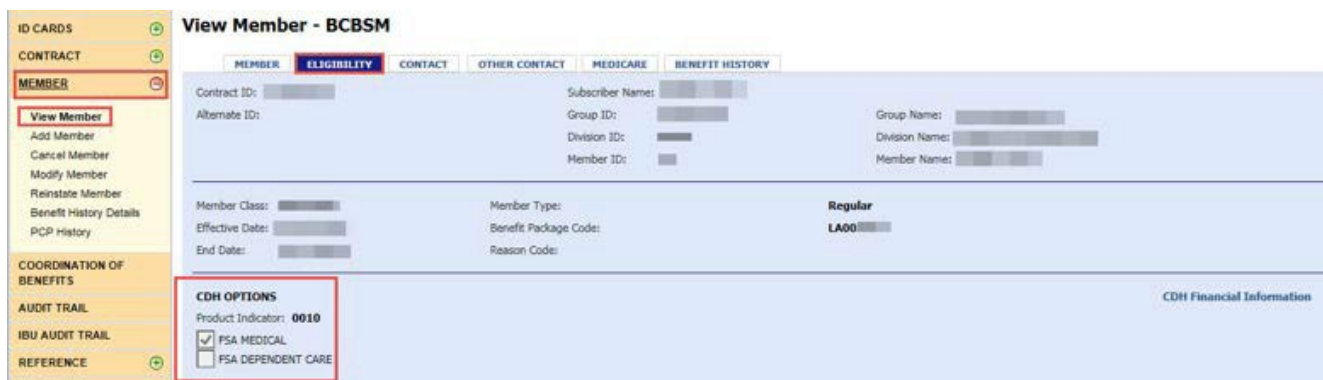 ID CARDS
CONTRACT
MEMBER
View Member
Add Member
Cancel Member
Modify Member
Reinstate Member
Benefit History Details
PCP History
COORDINATION OF
BENEFITS
AUDIT TRAIL
IBU AUDIT TRAIL
REFERENCE
View Member - BCBSM
MEMBER ELIGIBILITY CONTACT OTHER CONTACT MEDICARE BENEFIT HISTORY
Contract ID: Subscriber Name:
Alternate ID: Group ID: Group Name:
Division ID: Division Name:
Member ID: Member Name:
Member Class: Member Type: Regular
Effective Date: Benefit Package Code: LA00
End Date: Reason Code:
CDH OPTIONS CDH Financial Information
Product Indicator: 0010
FSA MEDICAL
FSA DEPENDENT CARE